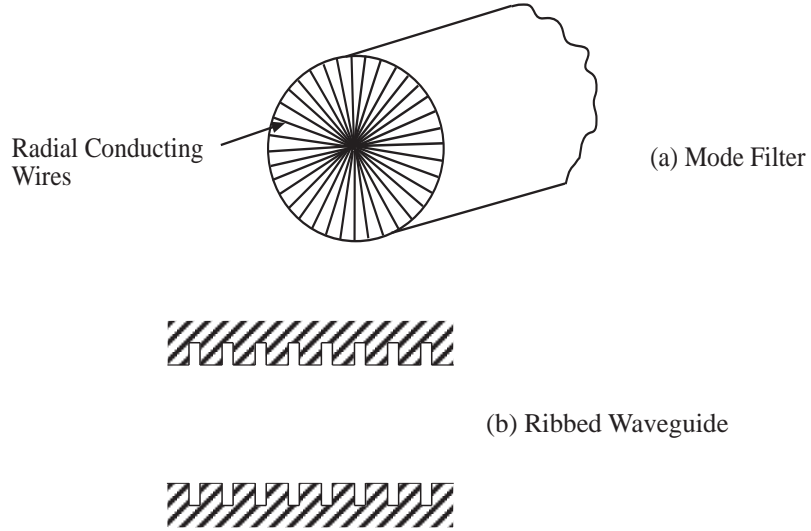 Radial Conducting
Wires
(a) Mode Filter
(b) Ribbed Waveguide